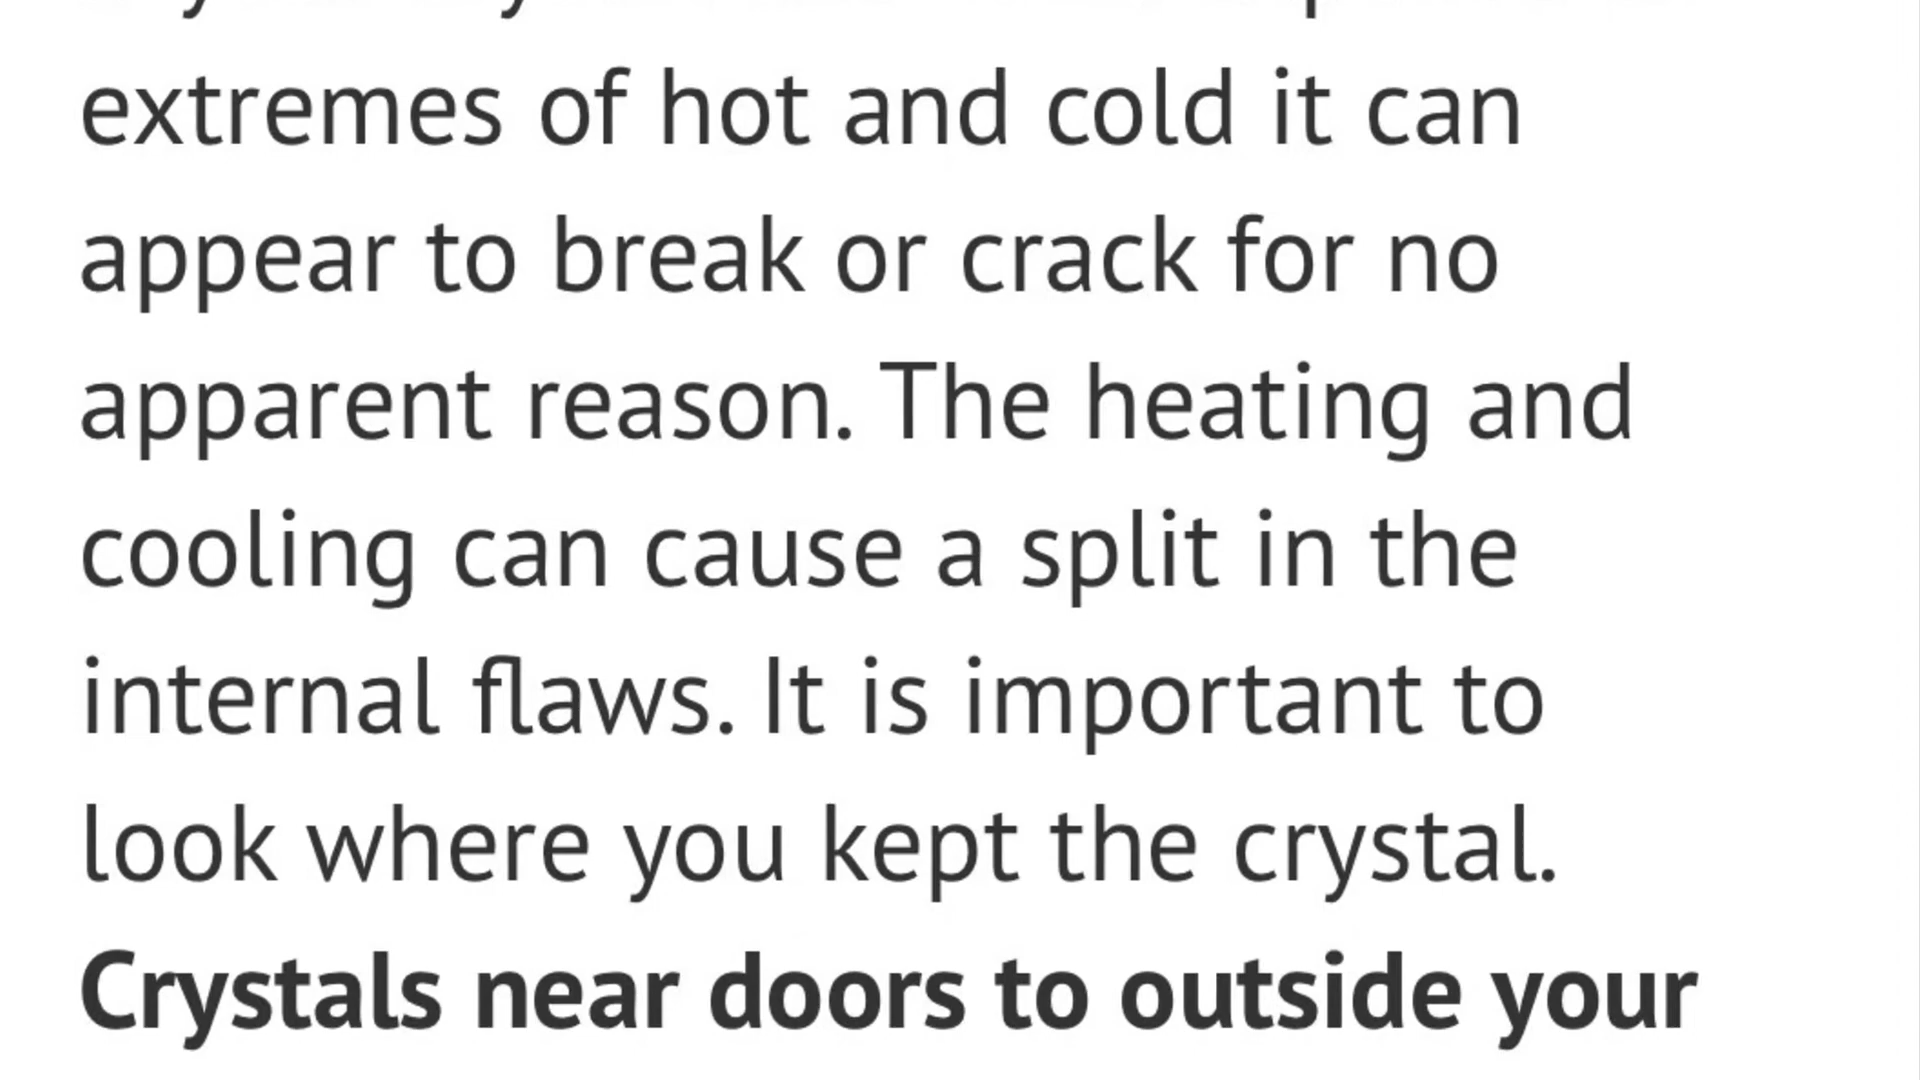 extremes of hot and cold it can
appear to break or crack for no
apparent reason. The heating and
cooling can cause a split in the
internal flaws. It is important to
look where you kept the crystal.
Crystals near doors to outside your